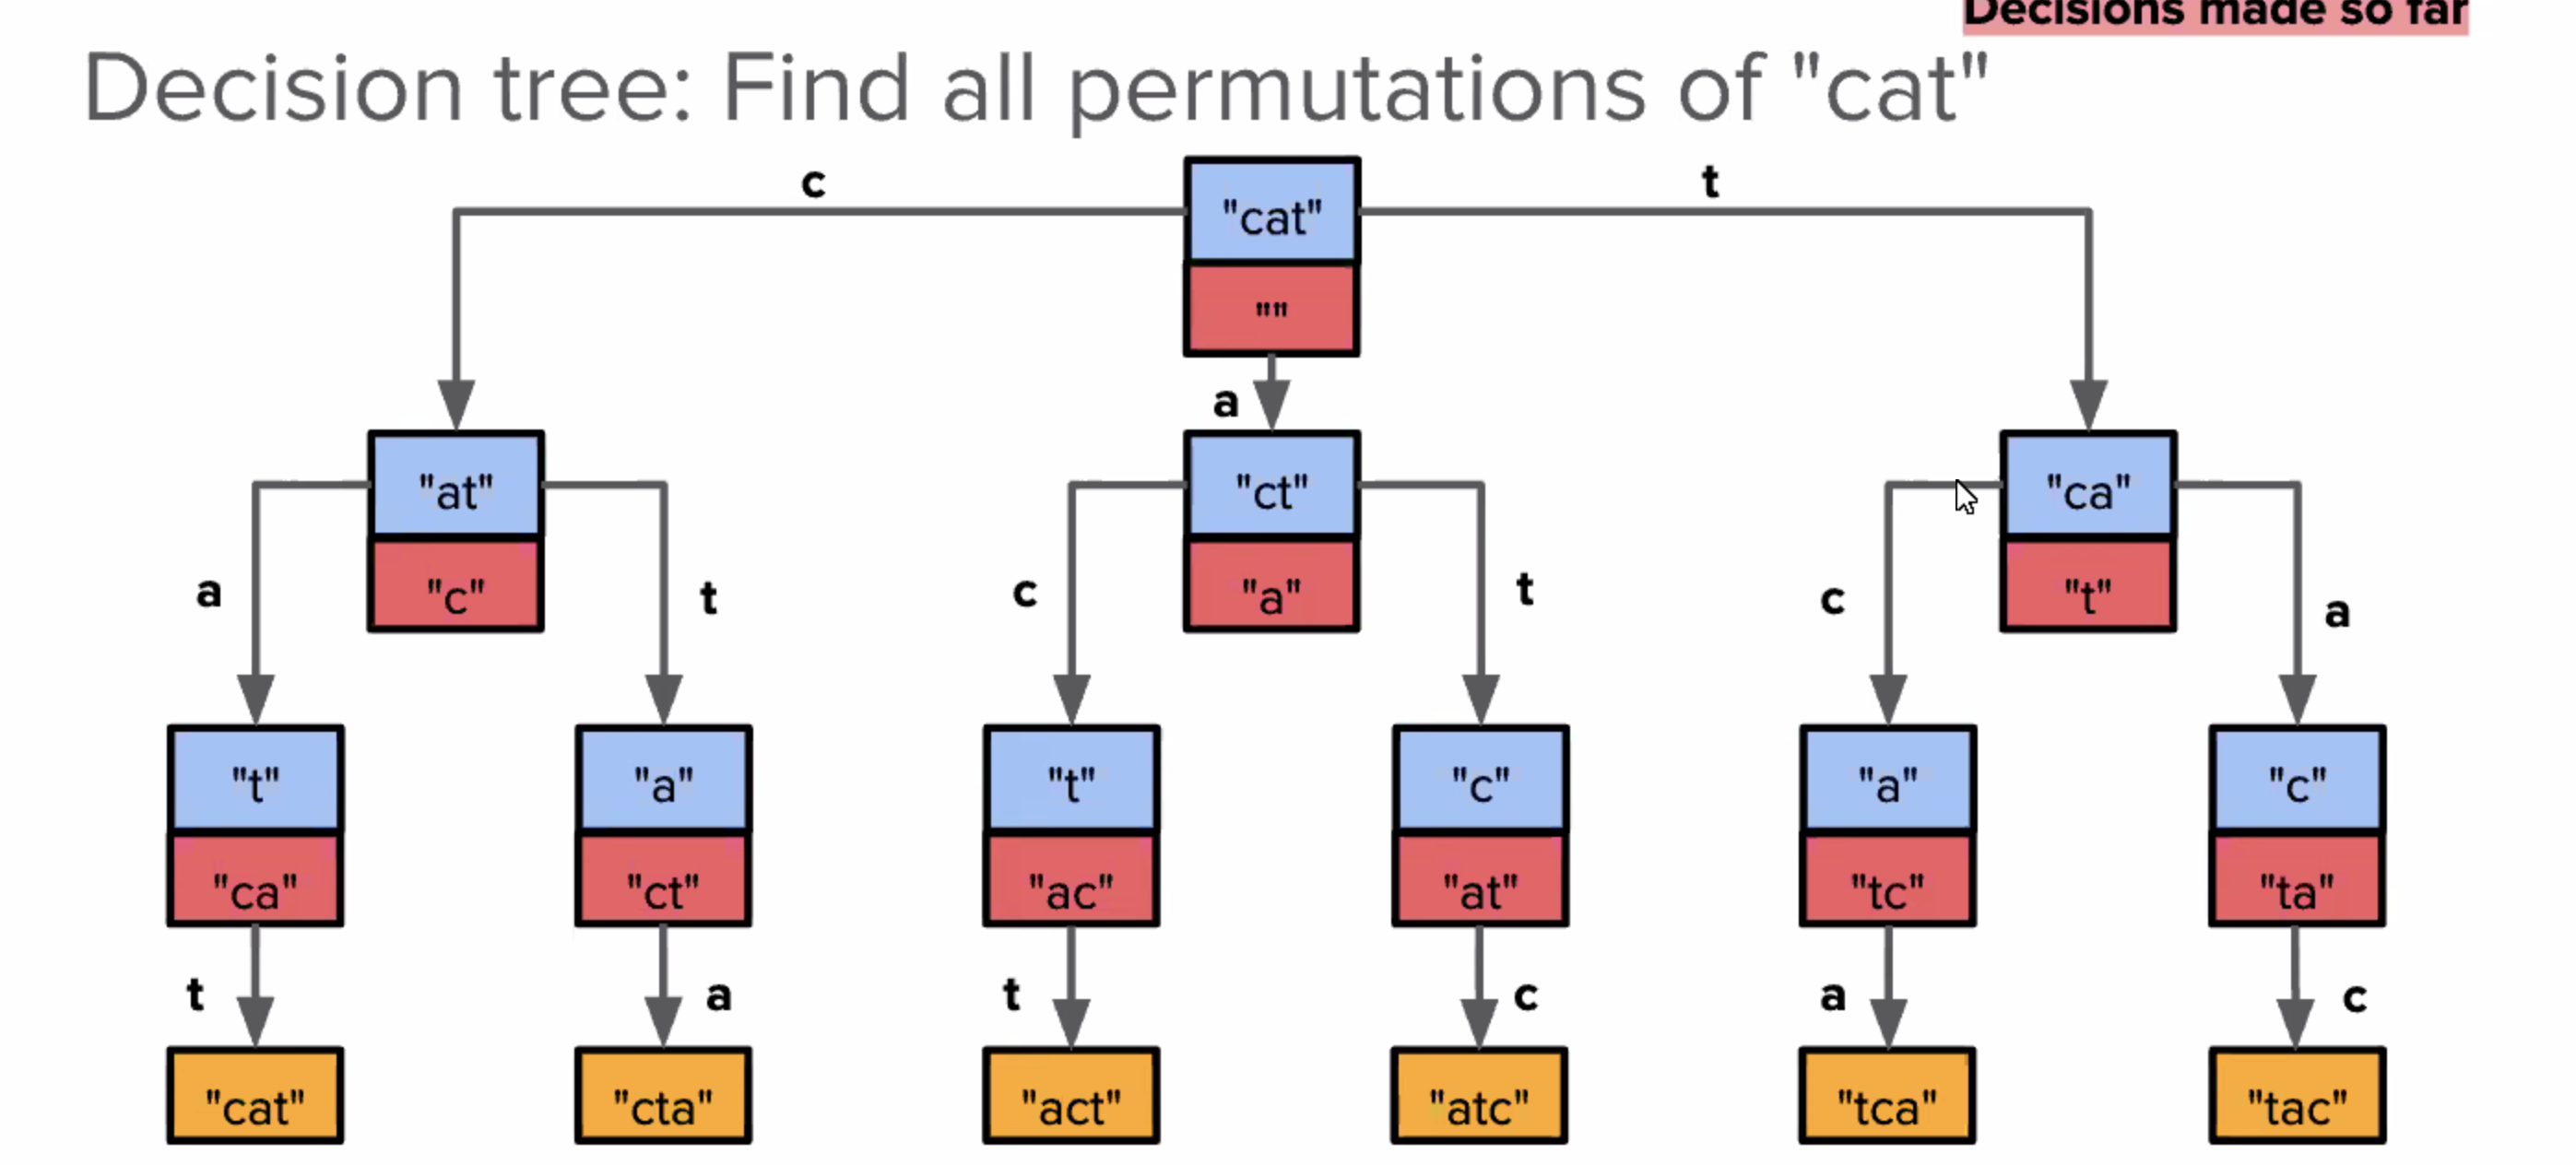 Decisions made so far
Decision tree: Find all permutations of "cat"
c
t
"cat"
""
a
"at"
"ct"
"ca"
"c"
"a"
"t"
a
t
c
t
c
a
"t"
"a"
"t"
"c"
"a"
"c"
"ca"
"ct"
"ac"
"at"
"tc"
"ta"
t
a
t
c
a
c
"cat"
"cta"
"act"
"atc"
"tca"
"tac"